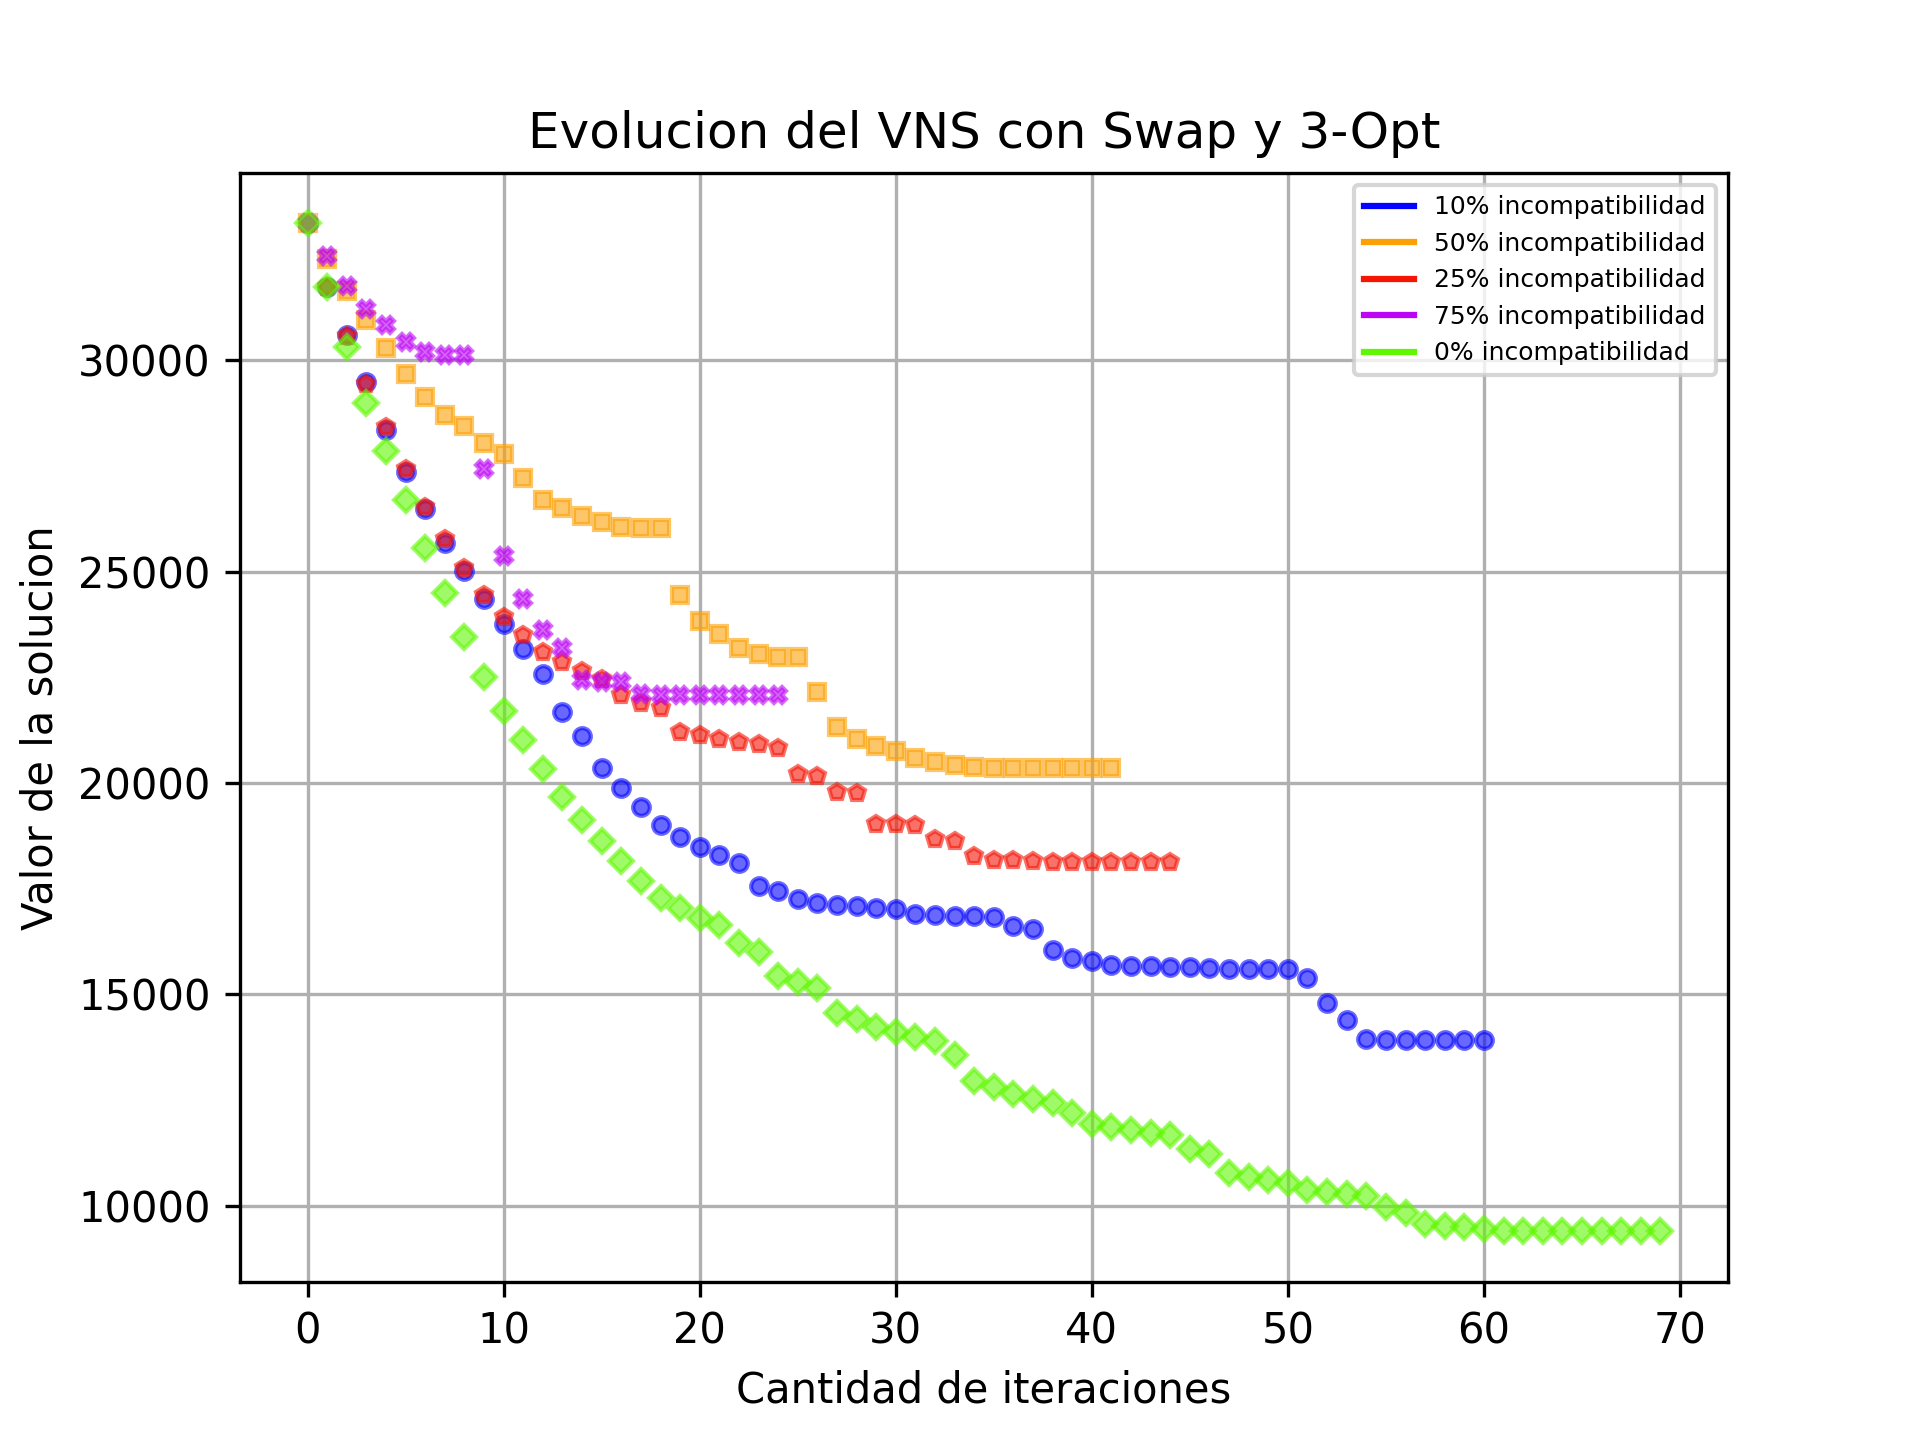 Evolucion del VNS con Swap y 3-Opt
10% incompatibilidad
50% incompatibilidad
25% incompatibilidad
75% incompatibilidad
0% incompatibilidad
Valor de la solucion
30000
25000
20000
15000
10000
0 10 20 30 40 50 60 70
Cantidad de iteraciones